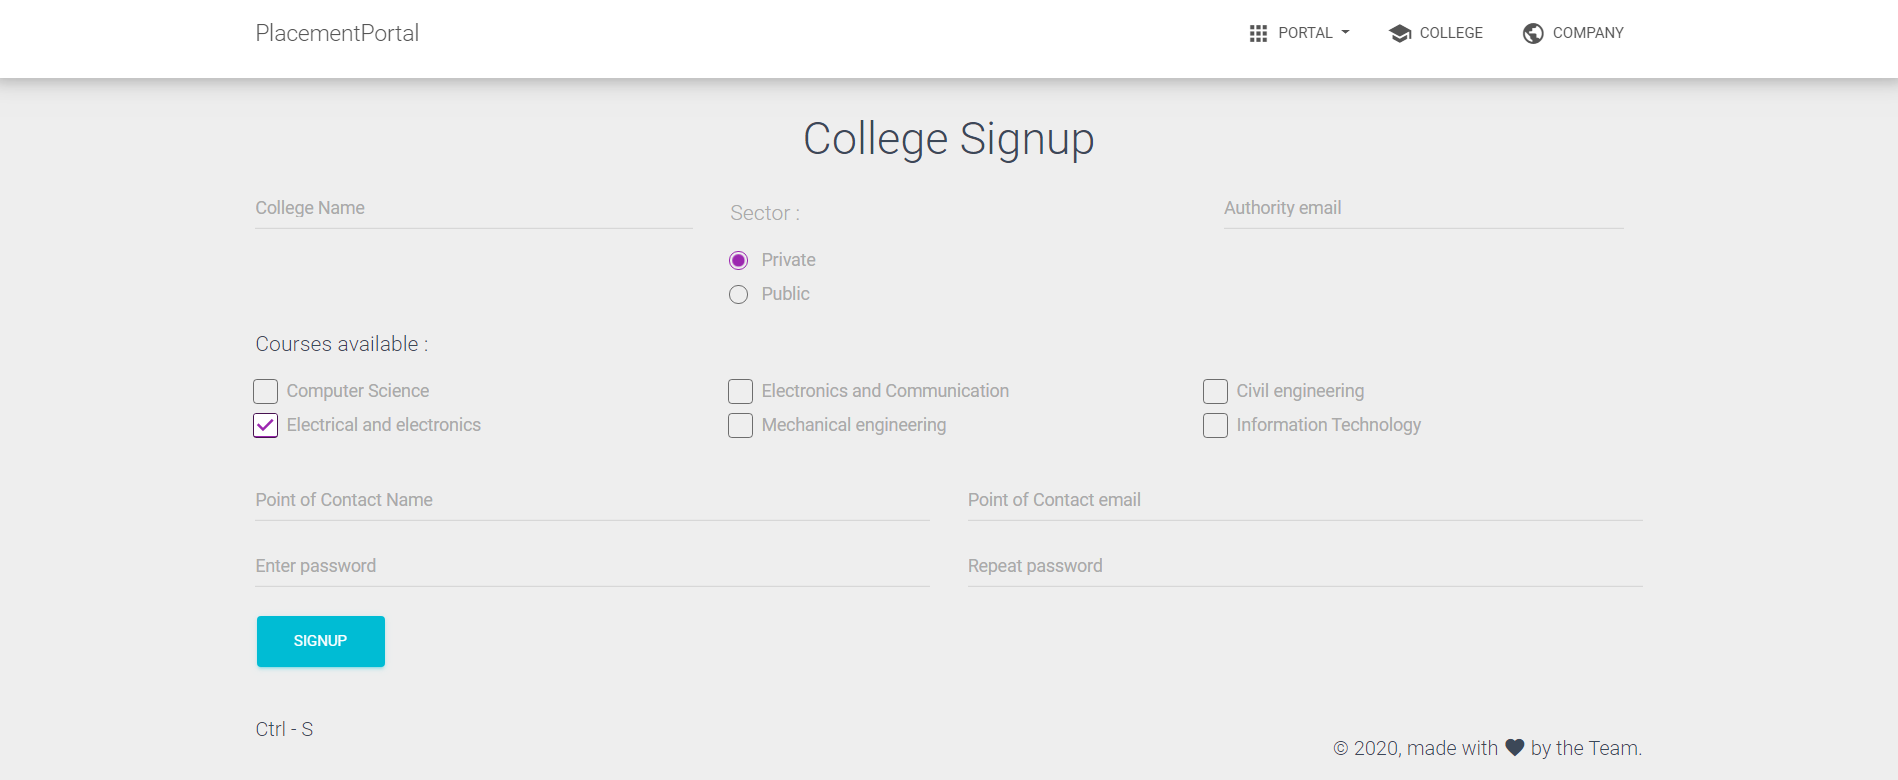 PlacementPortal
PORTAL
COLLEGE
COMPANY
College Signup
College Name
Sector :
Authority email
Private
Public
Courses available :
Computer Science
Electronics and Communication
Civil engineering
Electrical and electronics
Mechanical engineering
Information Technology
Point of Contact Name
Point of Contact email
Enter password
Repeat password
SIGNUP
Ctrl - S
© 2020, made with ♥ by the Team.